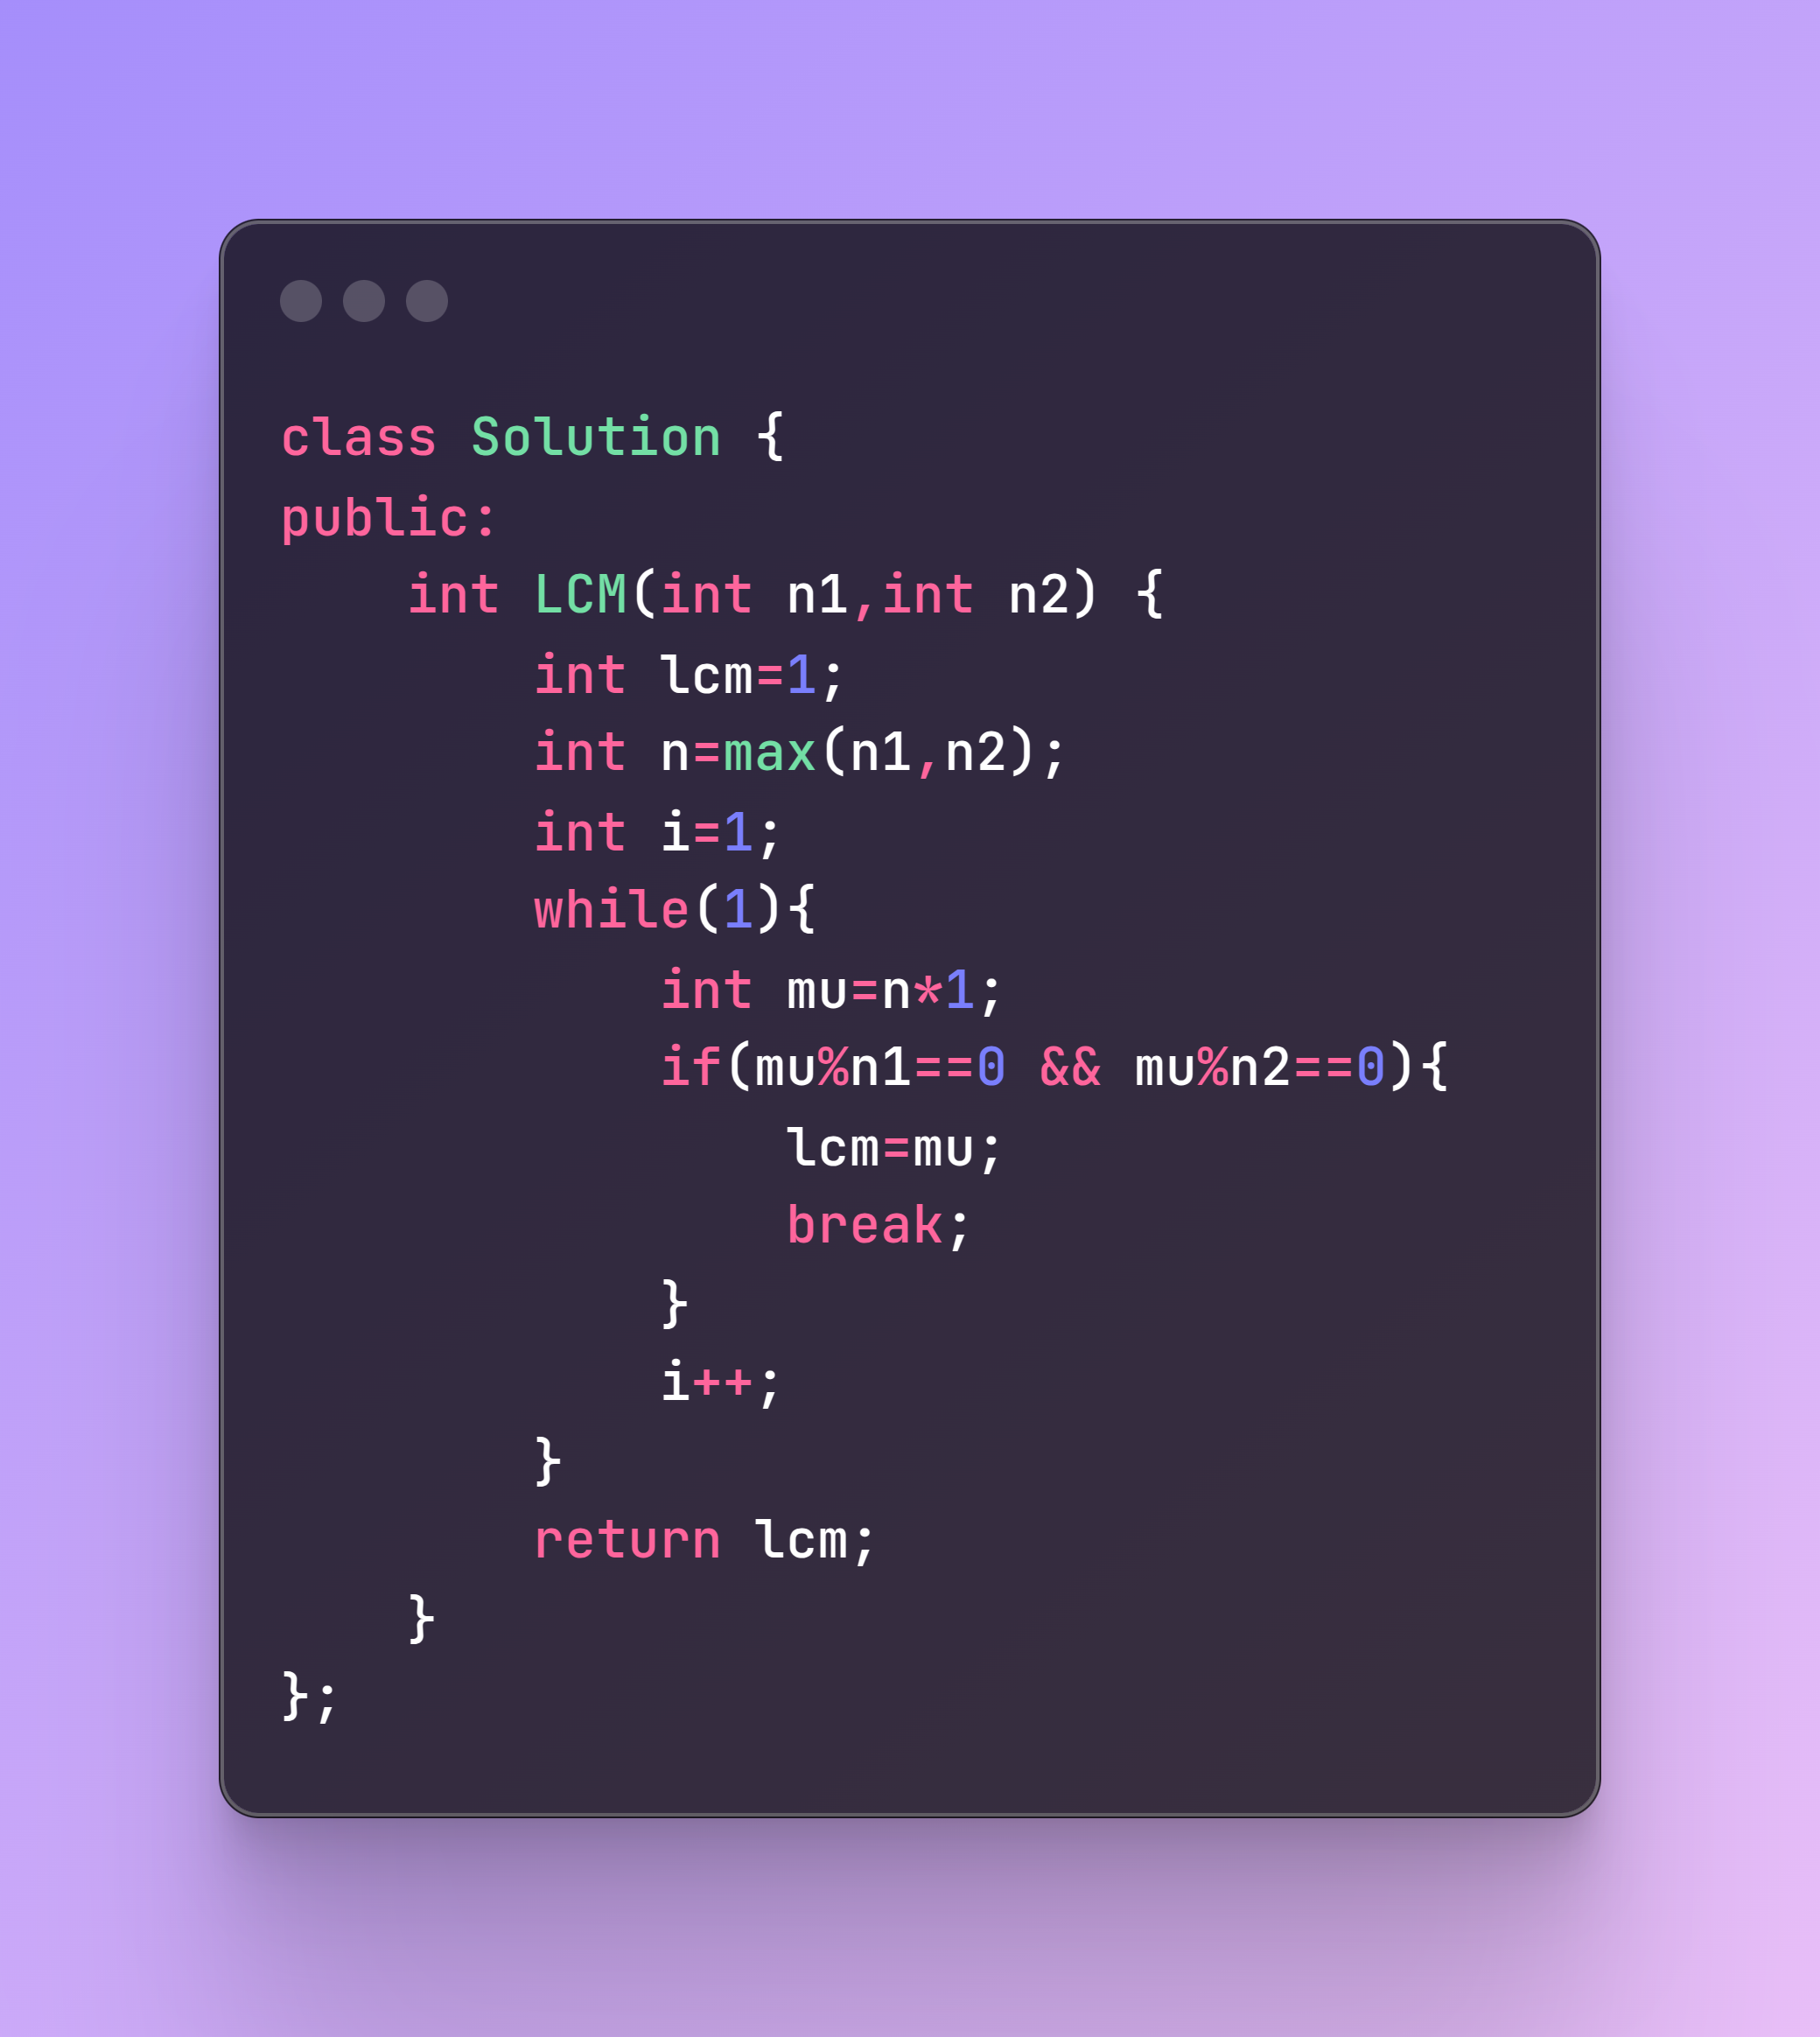 class Solution {
public:
    int LCM(int n1,int n2) {
        int lcm=1;
        int n=max(n1,n2);
        int i=1;
        while(1){
            int mu=n*1;
            if(mu%n1==0 && mu%n2==0){
                lcm=mu;
                break;
            }
            i++;
        }
        return lcm;
    }
};